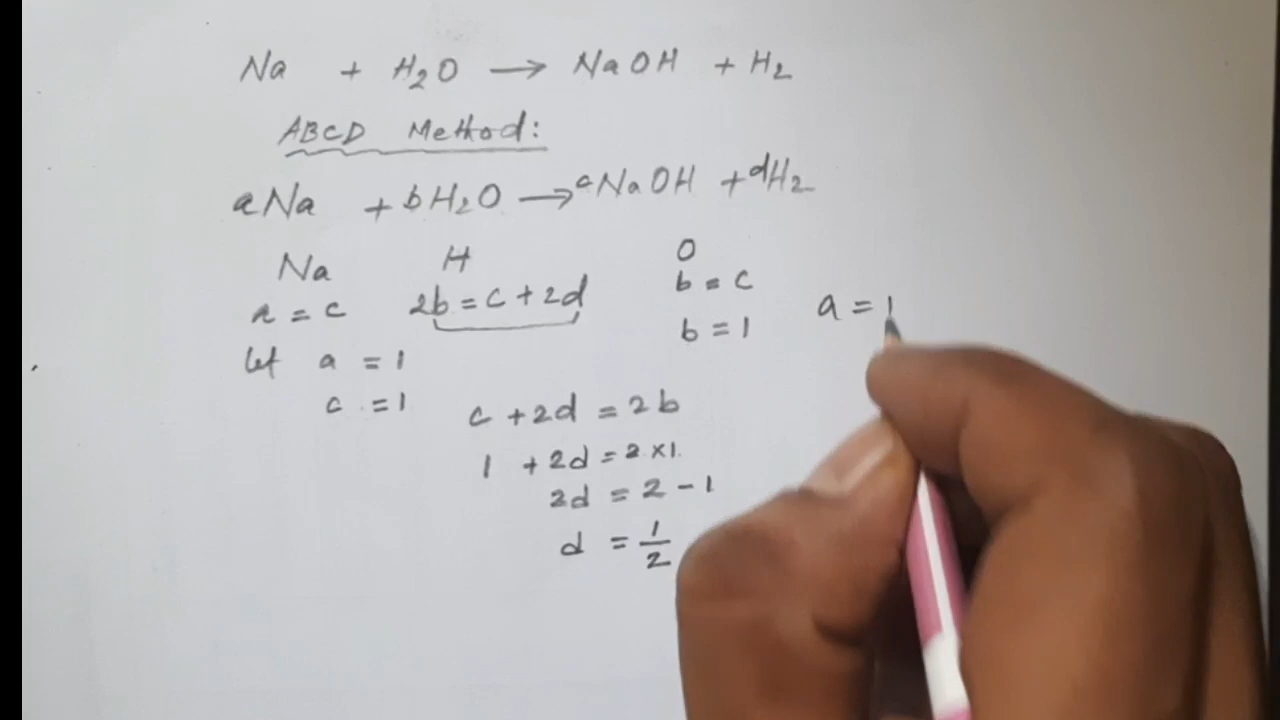 Na + H₂O → NaOH + H₂
ABCD Method:
aNa + bH₂O → cNaOH + dH₂
Na H O
a = c 2b = c + 2d b = c
let a = 1 b = 1 a = 1
c = 1
c + 2d = 2b
1 + 2d = 2 × 1
2d = 2 - 1
d = 1/2